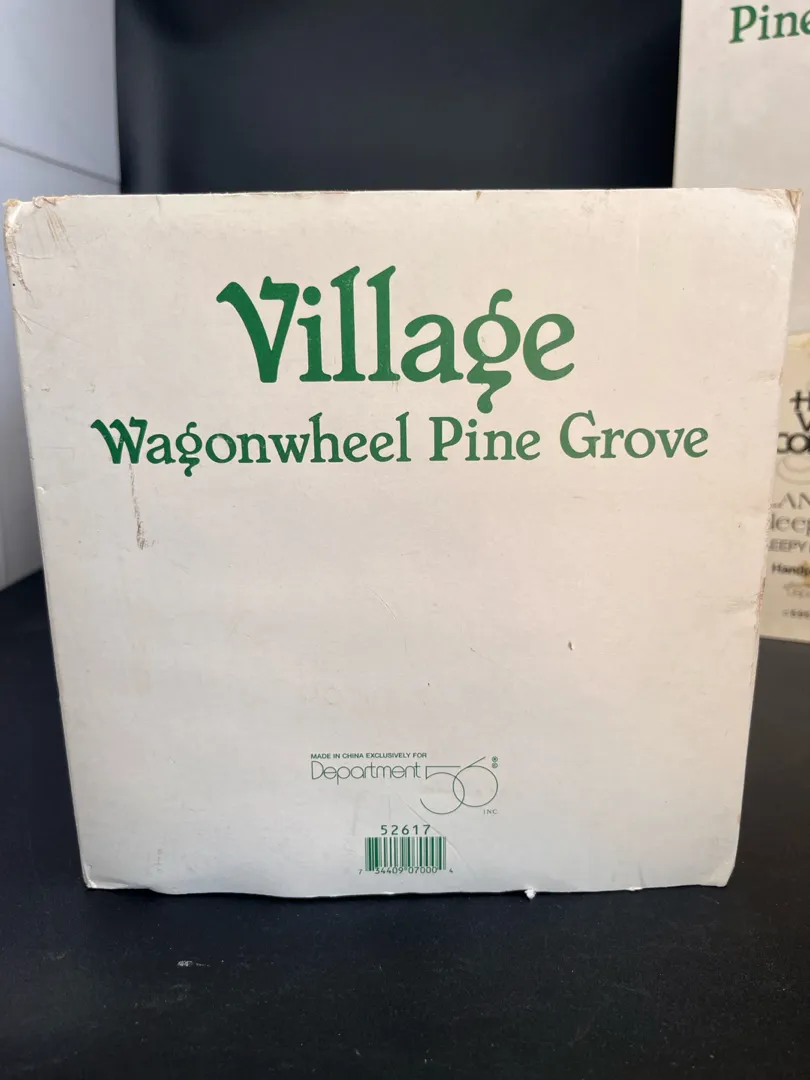 Pine
Village
Wagonwheel Pine Grove
MADE IN CHINA EXCLUSIVELY FOR
Department 56 ®
©
INC
52617
7 34409 07000 4